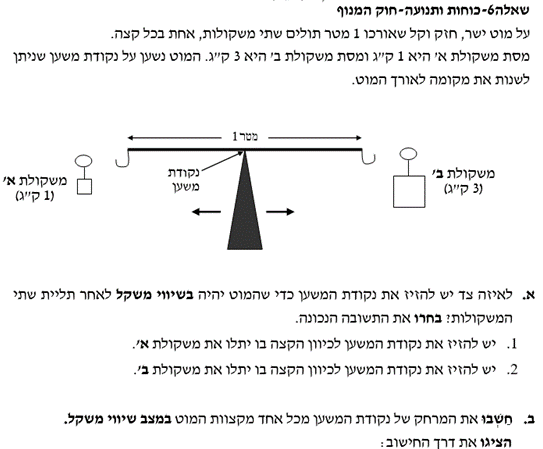 שאלה6-כוחות ותנועה-חוק המנוף
על מוט ישר, חזק וקל שאורכו 1 מטר תולים שתי משקולות, אחת בכל קצה.
מסת משקולת א׳ היא 1 ק״ג ומסת משקולת ב׳ היא 3 ק״ג. המוט נשען על נקודת משען שניתן
לשנות את מקומה לאורך המוט.
1 מטר
נקודת
משען
משקולת ב׳
(3 ק״ג)
משקולת א׳
(1 ק״ג)
א. לאיזה צד יש להזיז את נקודת המשען כדי שהמוט יהיה בשיווי משקל לאחר תליית שתי
המשקולות? בחרו את התשובה הנכונה.
1. יש להזיז את נקודת המשען לכיוון הקצה בו יתלו את משקולת א׳.
2. יש להזיז את נקודת המשען לכיוון הקצה בו יתלו את משקולת ב׳.
ב. חַשְּׁבוּ את המרחק של נקודת המשען מכל אחד מקצוות המוט במצב שיווי משקל.
הציגו את דרך החישוב: